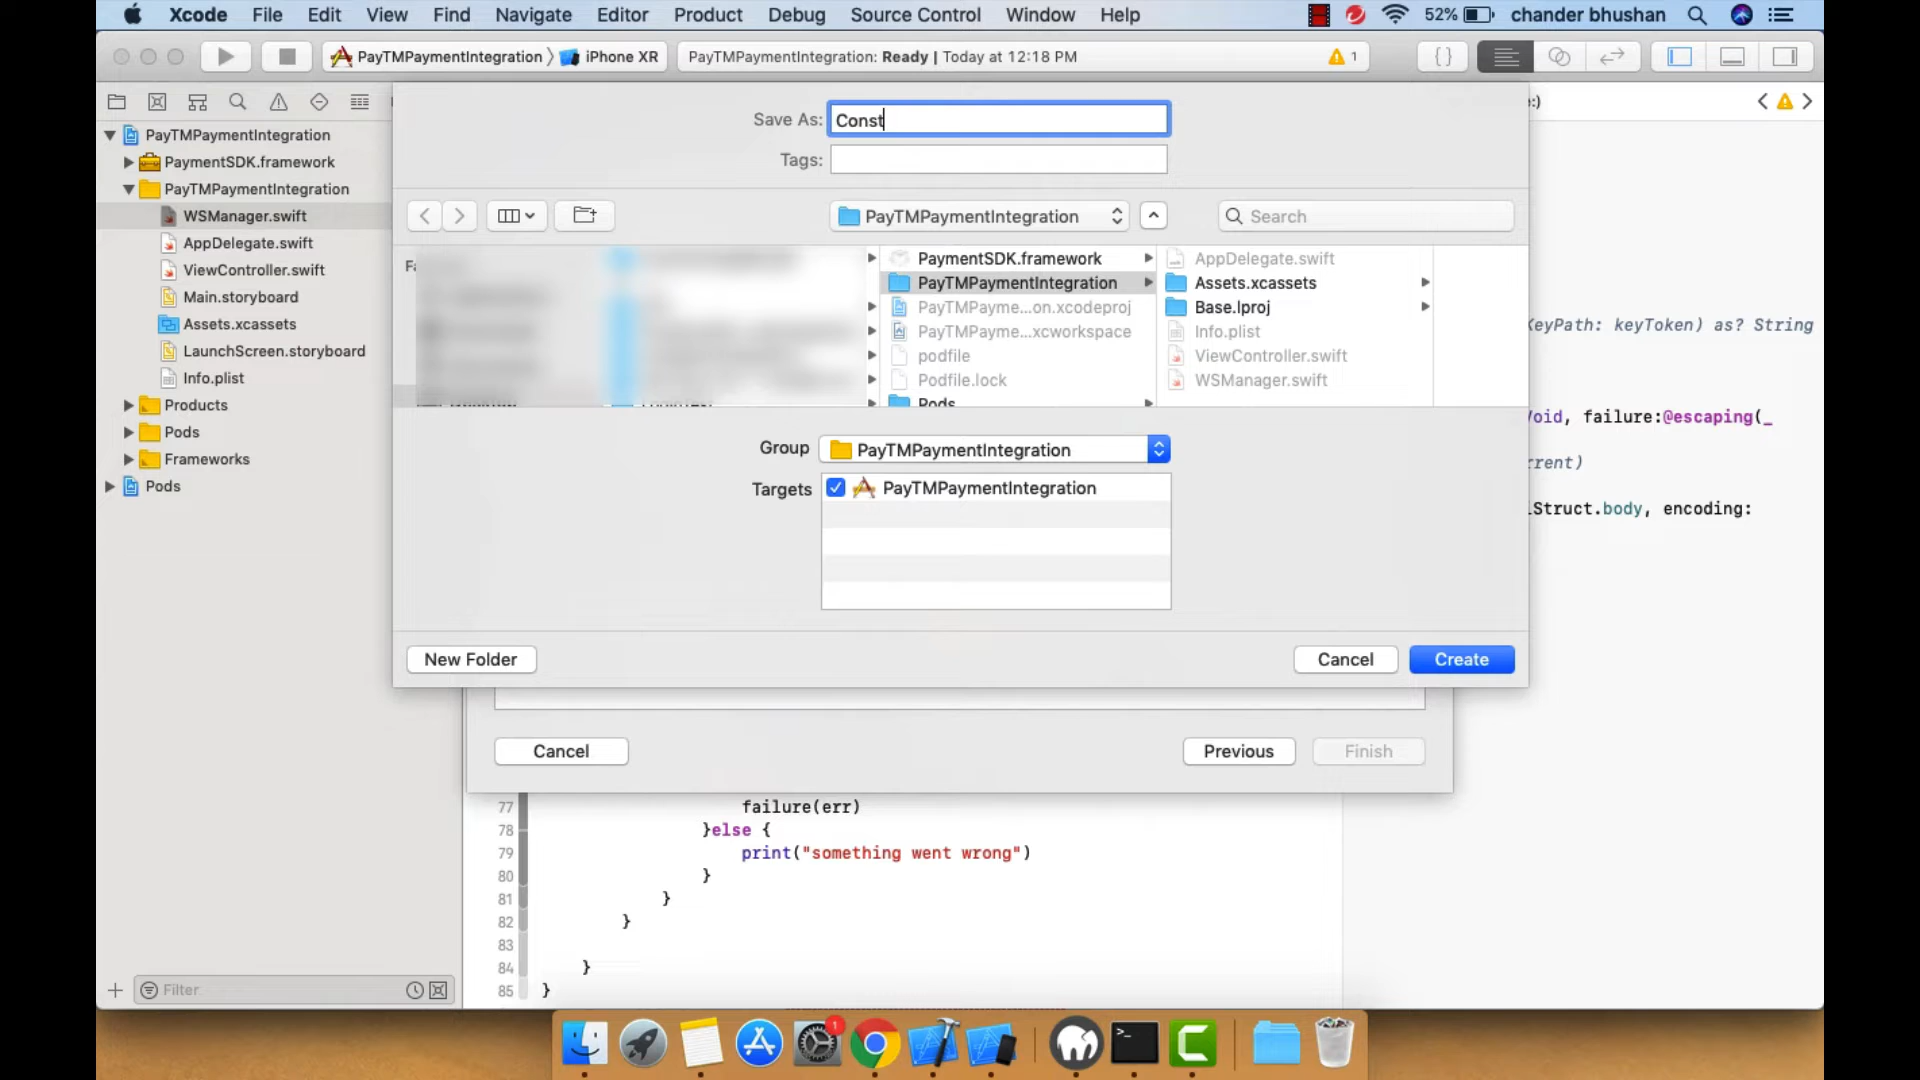 Xcode File Edit View Find Navigate Editor Product Debug Source Control Window Help 52% chander bhushan
PayTMPaymentIntegration iPhone XR PayTMPaymentIntegration: Ready | Today at 12:18 PM 1
Save As: Const
Tags:
PayTMPaymentIntegration
PaymentSDK.framework
PayTMPaymentIntegration
WSManager.swift
AppDelegate.swift
ViewController.swift
Main.storyboard
Assets.xcassets
LaunchScreen.storyboard
Info.plist
Products
Pods
Frameworks
Pods
Filter
PayTMPaymentIntegration
Search
PaymentSDK.framework
PayTMPaymentIntegration
PayTMPayme...on.xcodeproj
PayTMPayme...xcworkspace
podfile
Podfile.lock
Pods
AppDelegate.swift
Assets.xcassets
Base.lproj
Info.plist
ViewController.swift
WSManager.swift
Group PayTMPaymentIntegration
Targets PayTMPaymentIntegration
New Folder Cancel Create
Cancel Previous Finish
e:)
KeyPath: keyToken) as? String
Void, failure:@escaping(_
rrent)
lStruct.body, encoding:
77 failure(err)
78 }else {
79 print("something went wrong")
80 }
81 }
82 }
83
84 }
85 }